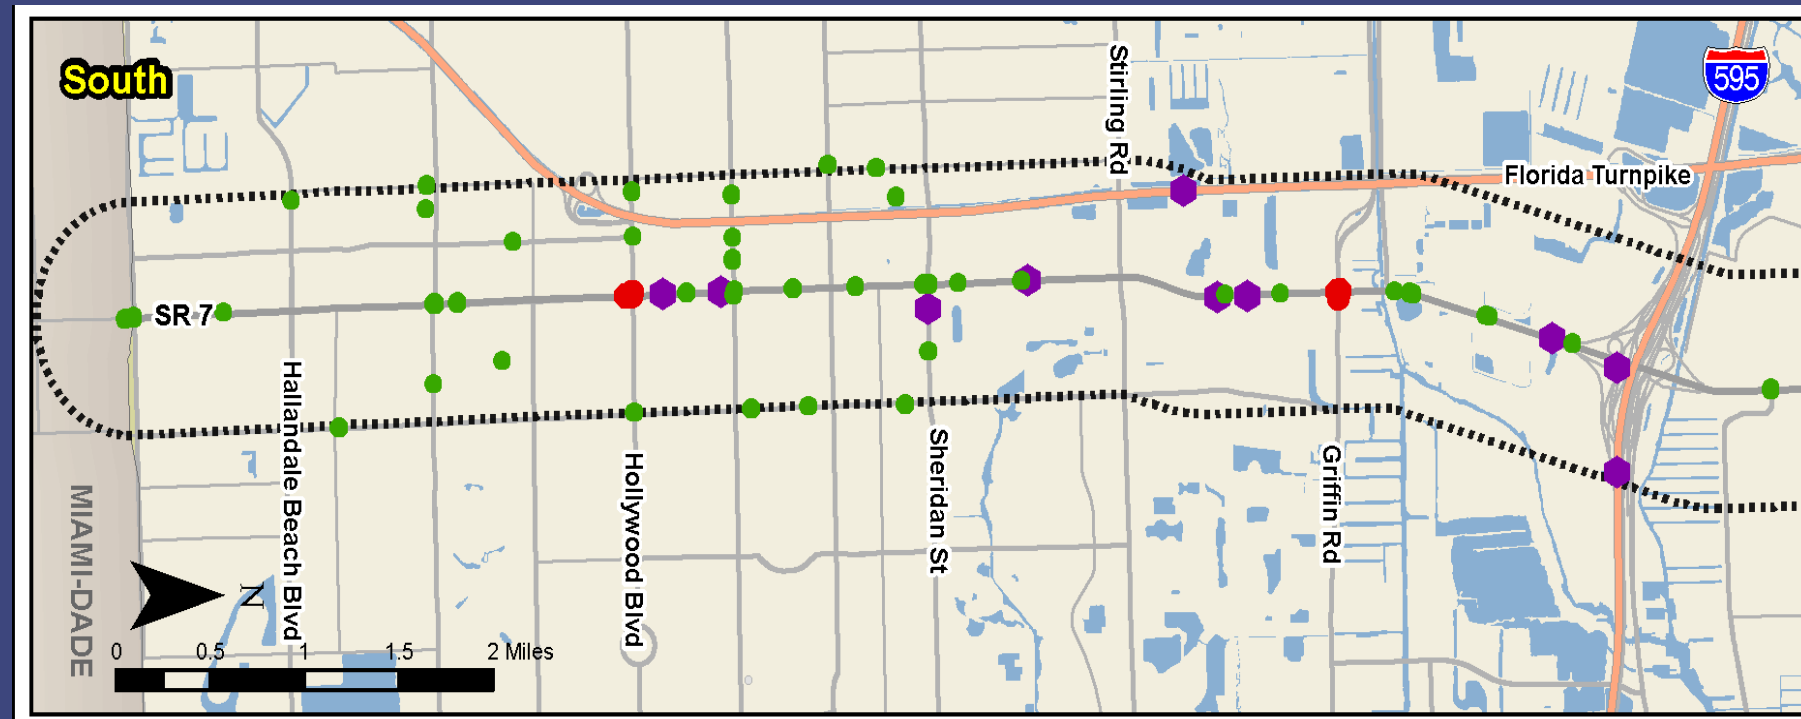 South
Stirling Rd
595
Florida Turnpike
SR 7
Hallandale Beach Blvd
Hollywood Blvd
Sheridan St
Griffin Rd
MIAMI-DADE
N
0 0.5 1 1.5 2 Miles